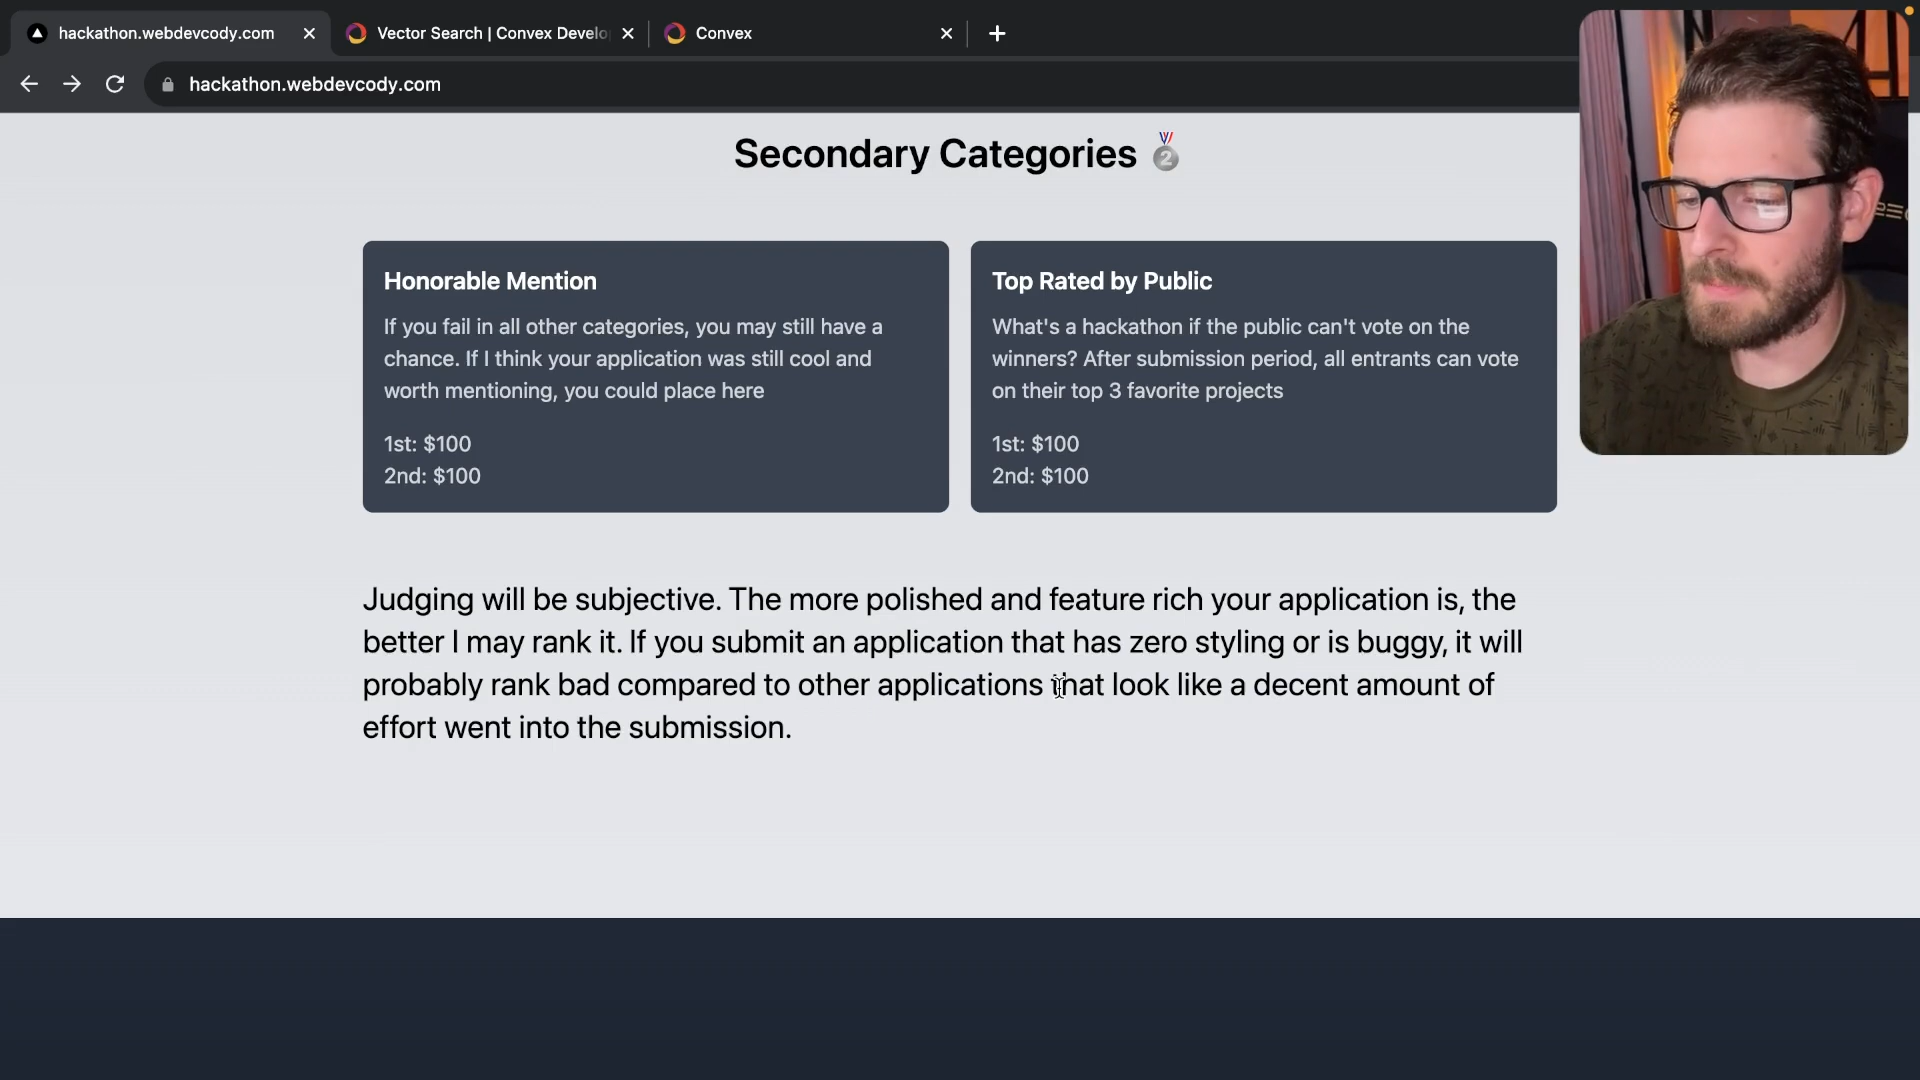 hackathon.webdevcody.com
Vector Search | Convex Develo
Convex
hackathon.webdevcody.com
Secondary Categories 🥈
Honorable Mention
If you fail in all other categories, you may still have a
chance. If I think your application was still cool and
worth mentioning, you could place here
1st: $100
2nd: $100
Top Rated by Public
What's a hackathon if the public can't vote on the
winners? After submission period, all entrants can vote
on their top 3 favorite projects
1st: $100
2nd: $100
Judging will be subjective. The more polished and feature rich your application is, the
better I may rank it. If you submit an application that has zero styling or is buggy, it will
probably rank bad compared to other applications that look like a decent amount of
effort went into the submission.